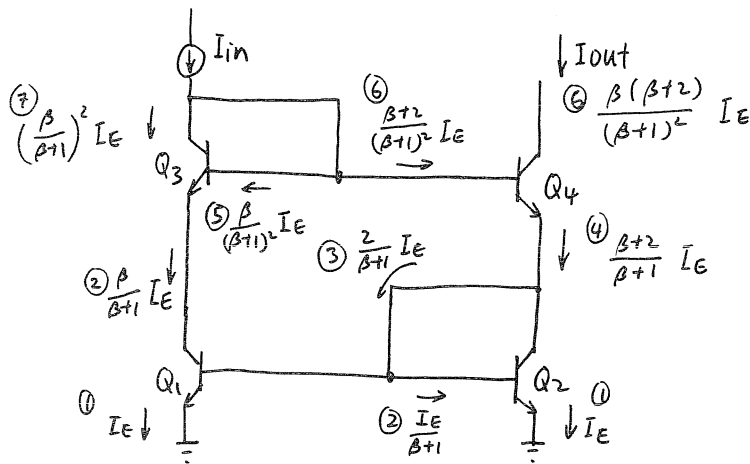 Iin
Iout
⑦ (β/(β+1))² IE
⑥ (β+2)/(β+1)² IE
⑥ β(β+2)/(β+1)² IE
Q3
Q4
⑤ β/(β+1)² IE
③ 2/(β+1) IE
④ (β+2)/(β+1) IE
② β/(β+1) IE
Q1
Q2
① IE
② IE/(β+1)
IE ①